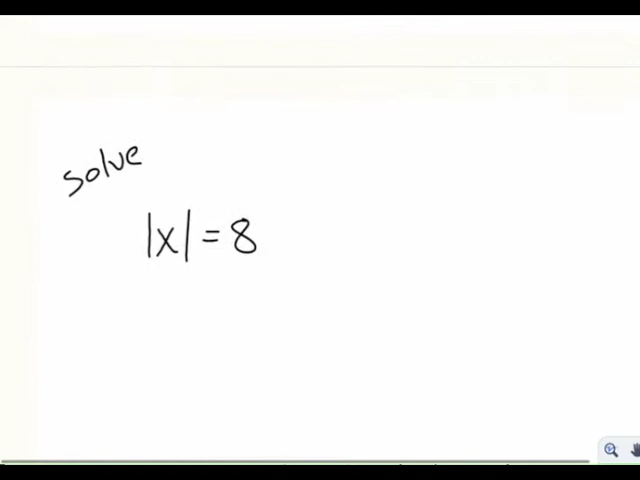 solve
|x| = 8